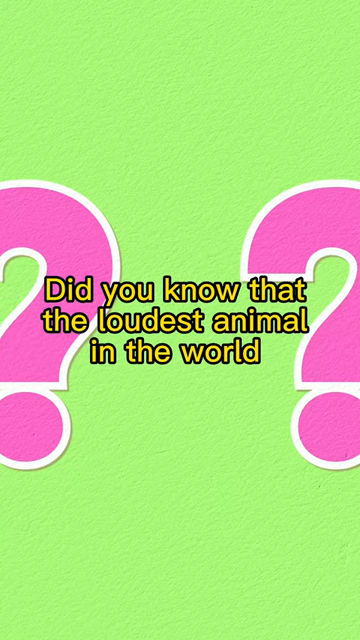 Did you know that
the loudest animal
in the world